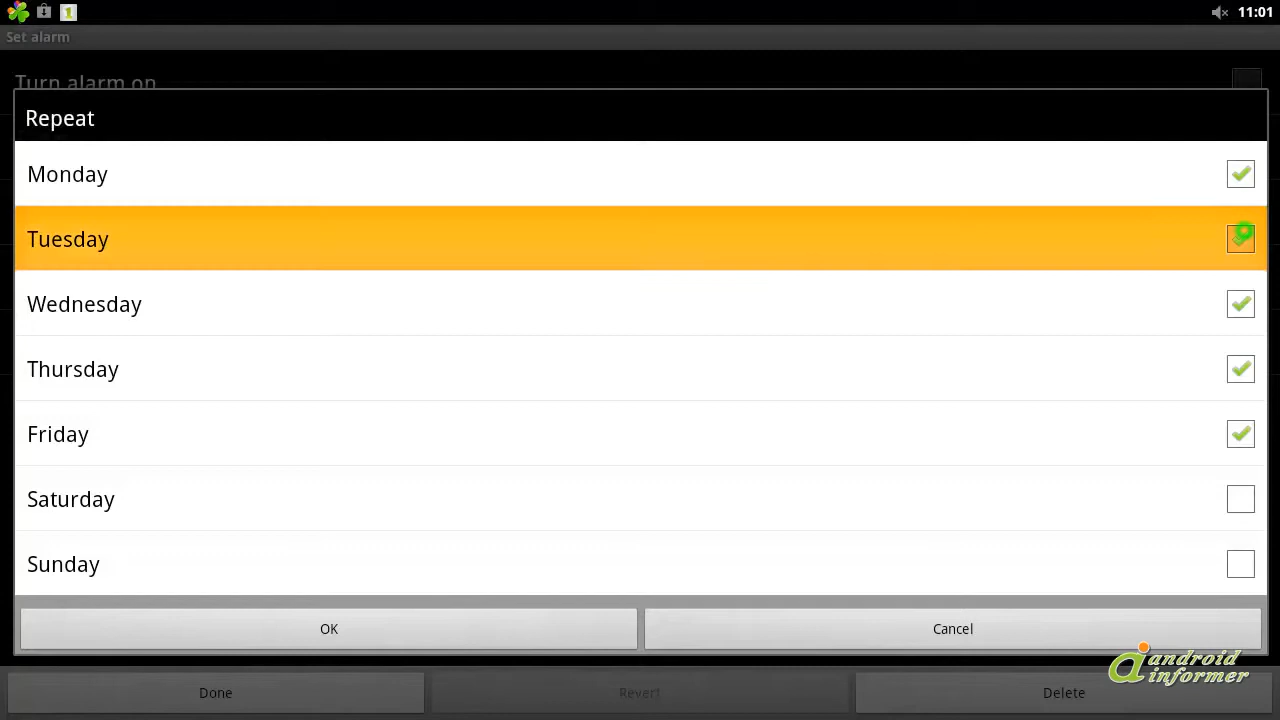 1
11:01
Set alarm
Turn alarm on
Repeat
Monday
Tuesday
Wednesday
Thursday
Friday
Saturday
Sunday
OK
Cancel
Done
Revert
Delete
android
informer